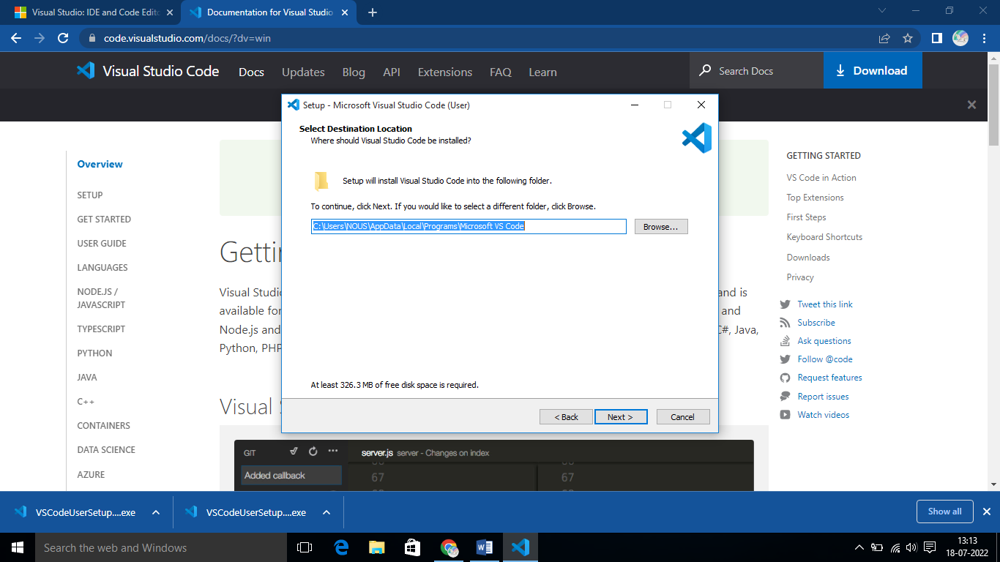 Visual Studio: IDE and Code Edito
Documentation for Visual Studio
code.visualstudio.com/docs/?dv=win
Visual Studio Code
Docs
Updates
Blog
API
Extensions
FAQ
Learn
Search Docs
Download
Setup - Microsoft Visual Studio Code (User)
Select Destination Location
Where should Visual Studio Code be installed?
Setup will install Visual Studio Code into the following folder.
To continue, click Next. If you would like to select a different folder, click Browse.
C:\Users\NOUS\AppData\Local\Programs\Microsoft VS Code
Browse...
At least 326.3 MB of free disk space is required.
< Back
Next >
Cancel
Overview
SETUP
GET STARTED
USER GUIDE
LANGUAGES
NODE.JS /
JAVASCRIPT
TYPESCRIPT
PYTHON
JAVA
C++
CONTAINERS
DATA SCIENCE
AZURE
Visual Studi
and is
available for
and
Node.js and
C#, Java,
Python, PHP
Visual
GIT
server.js server - Changes on index
Added callback
67
67
GETTING STARTED
VS Code in Action
Top Extensions
First Steps
Keyboard Shortcuts
Downloads
Privacy
Tweet this link
Subscribe
Ask questions
Follow @code
Request features
Report issues
Watch videos
VSCodeUserSetup....exe
VSCodeUserSetup....exe
Show all
Search the web and Windows
13:13
18-07-2022